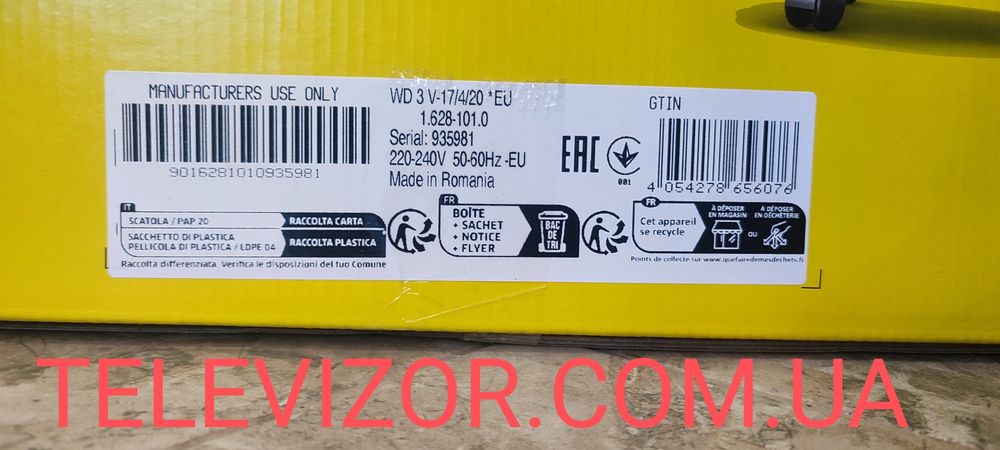 MANUFACTURERS USE ONLY
9016281010935981
WD 3 V-17/4/20 *EU
1.628-101.0
Serial: 935981
220-240V 50-60Hz -EU
Made in Romania
EAC
001
GTIN
4 054278 656076
IT
SCATOLA / PAP 20
RACCOLTA CARTA
SACCHETTO DI PLASTICA
PELLICOLA DI PLASTICA / LDPE 04
RACCOLTA PLASTICA
Raccolta differenziata. Verifica le disposizioni del tuo Comune
FR
BOÎTE
+ SACHET
+ NOTICE
+ FLYER
BAC
DE
TRI
FR
Cet appareil
se recycle
À DÉPOSER
EN MAGASIN
ou
À DÉPOSER
EN DÉCHÈTERIE
Points de collecte sur www.quefairedemesdechets.fr
TELEVIZOR.COM.UA